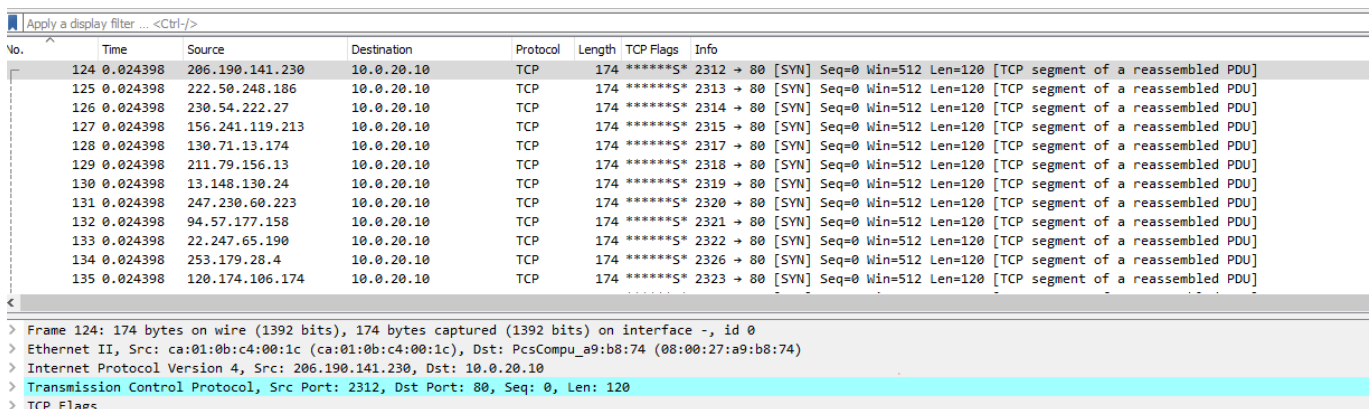 Apply a display filter ... <Ctrl-/>
No. Time Source Destination Protocol Length TCP Flags Info
124 0.024398 206.190.141.230 10.0.20.10 TCP 174 ******S* 2312 → 80 [SYN] Seq=0 Win=512 Len=120 [TCP segment of a reassembled PDU]
125 0.024398 222.50.248.186 10.0.20.10 TCP 174 ******S* 2313 → 80 [SYN] Seq=0 Win=512 Len=120 [TCP segment of a reassembled PDU]
126 0.024398 230.54.222.27 10.0.20.10 TCP 174 ******S* 2314 → 80 [SYN] Seq=0 Win=512 Len=120 [TCP segment of a reassembled PDU]
127 0.024398 156.241.119.213 10.0.20.10 TCP 174 ******S* 2315 → 80 [SYN] Seq=0 Win=512 Len=120 [TCP segment of a reassembled PDU]
128 0.024398 130.71.13.174 10.0.20.10 TCP 174 ******S* 2317 → 80 [SYN] Seq=0 Win=512 Len=120 [TCP segment of a reassembled PDU]
129 0.024398 211.79.156.13 10.0.20.10 TCP 174 ******S* 2318 → 80 [SYN] Seq=0 Win=512 Len=120 [TCP segment of a reassembled PDU]
130 0.024398 13.148.130.24 10.0.20.10 TCP 174 ******S* 2319 → 80 [SYN] Seq=0 Win=512 Len=120 [TCP segment of a reassembled PDU]
131 0.024398 247.230.60.223 10.0.20.10 TCP 174 ******S* 2320 → 80 [SYN] Seq=0 Win=512 Len=120 [TCP segment of a reassembled PDU]
132 0.024398 94.57.177.158 10.0.20.10 TCP 174 ******S* 2321 → 80 [SYN] Seq=0 Win=512 Len=120 [TCP segment of a reassembled PDU]
133 0.024398 22.247.65.190 10.0.20.10 TCP 174 ******S* 2322 → 80 [SYN] Seq=0 Win=512 Len=120 [TCP segment of a reassembled PDU]
134 0.024398 253.179.28.4 10.0.20.10 TCP 174 ******S* 2326 → 80 [SYN] Seq=0 Win=512 Len=120 [TCP segment of a reassembled PDU]
135 0.024398 120.174.106.174 10.0.20.10 TCP 174 ******S* 2323 → 80 [SYN] Seq=0 Win=512 Len=120 [TCP segment of a reassembled PDU]
Frame 124: 174 bytes on wire (1392 bits), 174 bytes captured (1392 bits) on interface -, id 0
Ethernet II, Src: ca:01:0b:c4:00:1c (ca:01:0b:c4:00:1c), Dst: PcsCompu_a9:b8:74 (08:00:27:a9:b8:74)
Internet Protocol Version 4, Src: 206.190.141.230, Dst: 10.0.20.10
Transmission Control Protocol, Src Port: 2312, Dst Port: 80, Seq: 0, Len: 120
TCP Flags